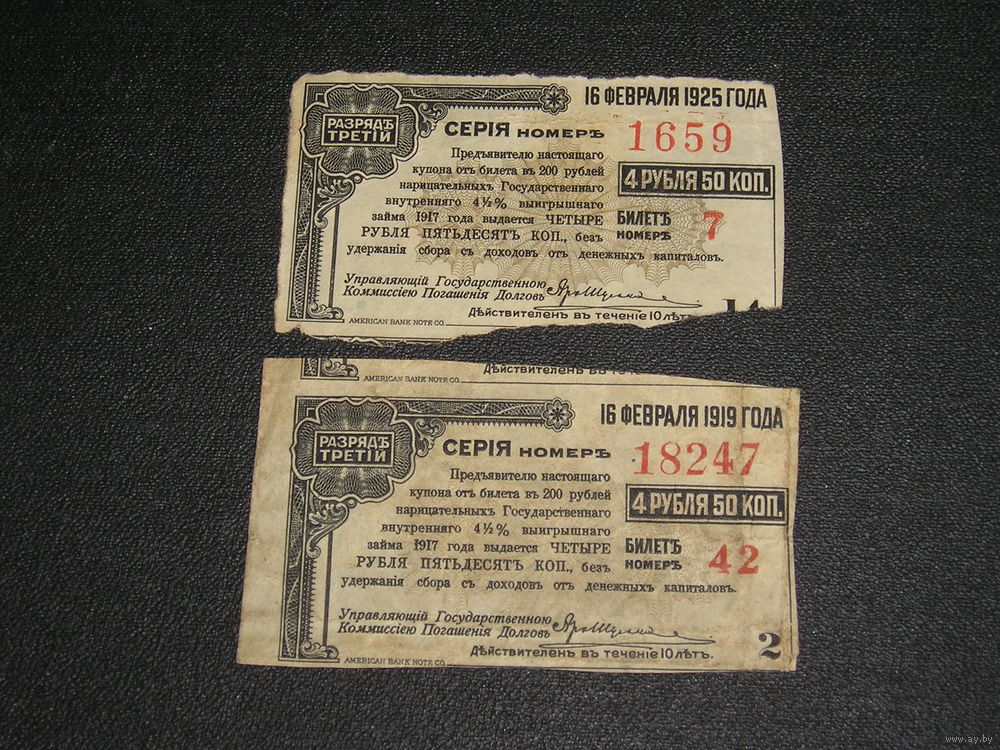 16 ФЕВРАЛЯ 1925 ГОДА
РАЗРЯДЪ
ТРЕТІЙ
СЕРІЯ НОМЕРЪ
1659
Предъявителю настоящаго
купона отъ билета въ 200 рублей
нарицательныхъ Государственнаго
внутренняго 4½% выигрышнаго
займа 1917 года выдается ЧЕТЫРЕ
РУБЛЯ ПЯТЬДЕСЯТЪ КОП., безъ
удержанія сбора съ доходовъ отъ денежныхъ капиталовъ.
4 РУБЛЯ 50 КОП.
БИЛЕТЪ
НОМЕРЪ
7
Управляющій Государственною
Коммиссіею Погашенія Долговъ
Дѣйствителенъ въ теченіе 10 лѣтъ.
AMERICAN BANK NOTE CO.
14
Дѣйствителенъ въ
AMERICAN BANK NOTE CO.
16 ФЕВРАЛЯ 1919 ГОДА
РАЗРЯДЪ
ТРЕТІЙ
СЕРІЯ НОМЕРЪ
18247
Предъявителю настоящаго
купона отъ билета въ 200 рублей
нарицательныхъ Государственнаго
внутренняго 4½% выигрышнаго
займа 1917 года выдается ЧЕТЫРЕ
РУБЛЯ ПЯТЬДЕСЯТЪ КОП., безъ
удержанія сбора съ доходовъ отъ денежныхъ капиталовъ.
4 РУБЛЯ 50 КОП.
БИЛЕТЪ
НОМЕРЪ
42
Управляющій Государственною
Коммиссіею Погашенія Долговъ
Дѣйствителенъ въ теченіе 10 лѣтъ.
AMERICAN BANK NOTE CO.
2
www.ay.by